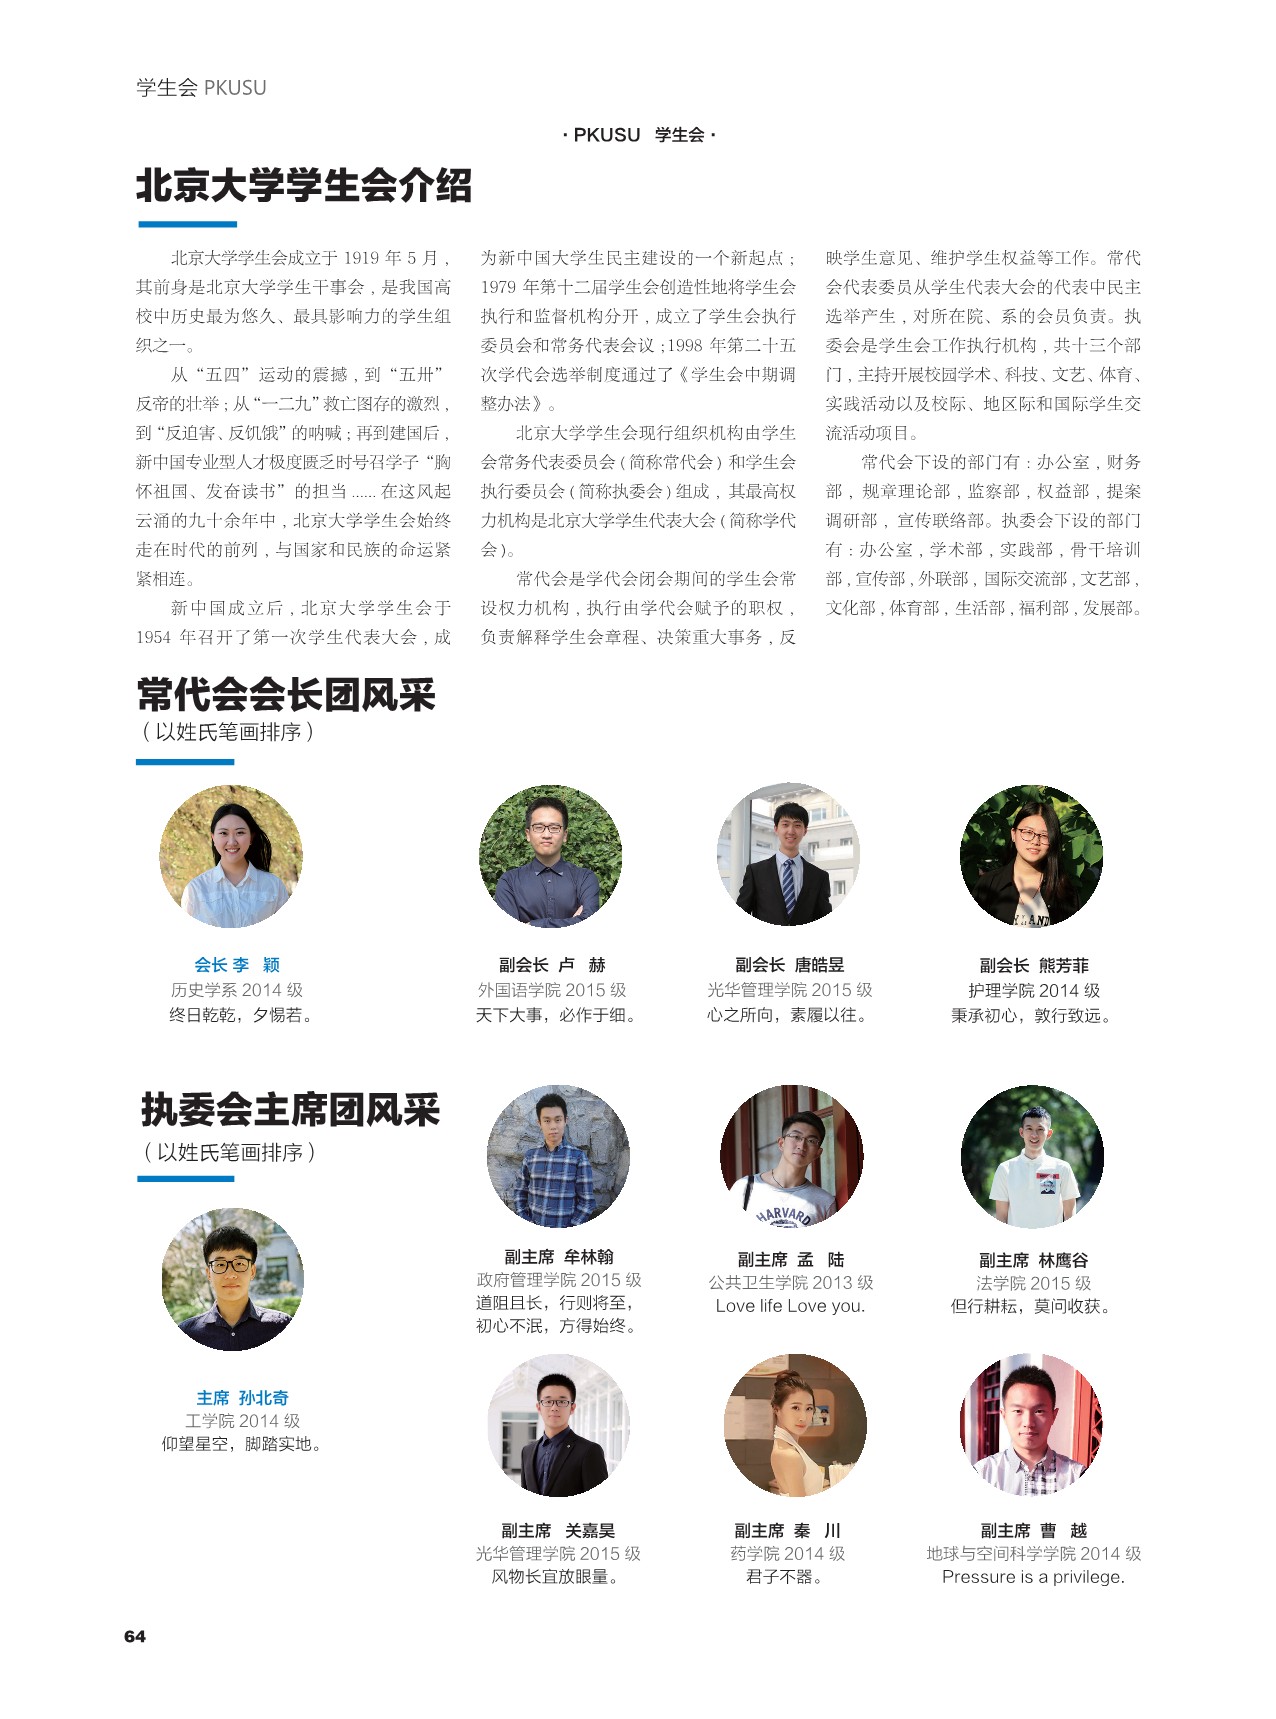 学生会 PKUSU
·PKUSU 学生会·
北京大学学生会介绍
北京大学学生会成立于 1919 年 5 月，
其前身是北京大学学生干事会，是我国高
校中历史最为悠久、最具影响力的学生组
织之一。
从“五四”运动的震撼，到“五卅”
反帝的壮举；从“一二九”救亡图存的激烈，
到“反迫害、反饥饿”的呐喊；再到建国后，
新中国专业型人才极度匮乏时号召学子“胸
怀祖国、发奋读书”的担当 ...... 在这风起
云涌的九十余年中，北京大学学生会始终
走在时代的前列，与国家和民族的命运紧
紧相连。
新中国成立后，北京大学学生会于
1954 年召开了第一次学生代表大会，成
为新中国大学生民主建设的一个新起点；
1979 年第十二届学生会创造性地将学生会
执行和监督机构分开，成立了学生会执行
委员会和常务代表会议；1998 年第二十五
次学代会选举制度通过了《学生会中期调
整办法》。
北京大学学生会现行组织机构由学生
会常务代表委员会（简称常代会）和学生会
执行委员会（简称执委会）组成，其最高权
力机构是北京大学学生代表大会（简称学代
会）。
常代会是学代会闭会期间的学生会常
设权力机构，执行由学代会赋予的职权，
负责解释学生会章程、决策重大事务，反
映学生意见、维护学生权益等工作。常代
会代表委员从学生代表大会的代表中民主
选举产生，对所在院、系的会员负责。执
委会是学生会工作执行机构，共十三个部
门，主持开展校园学术、科技、文艺、体育、
实践活动以及校际、地区际和国际学生交
流活动项目。
常代会下设的部门有：办公室，财务
部，规章理论部，监察部，权益部，提案
调研部，宣传联络部。执委会下设的部门
有：办公室，学术部，实践部，骨干培训
部，宣传部，外联部，国际交流部，文艺部，
文化部，体育部，生活部，福利部，发展部。
常代会会长团风采
（以姓氏笔画排序）
会长 李 颖
历史学系 2014 级
终日乾乾，夕惕若。
副会长 卢 赫
外国语学院 2015 级
天下大事，必作于细。
副会长 唐皓昱
光华管理学院 2015 级
心之所向，素履以往。
副会长 熊芳菲
护理学院 2014 级
秉承初心，敦行致远。
执委会主席团风采
（以姓氏笔画排序）
主席 孙北奇
工学院 2014 级
仰望星空，脚踏实地。
副主席 牟林翰
政府管理学院 2015 级
道阻且长，行则将至，
初心不泯，方得始终。
HARVARD
副主席 孟 陆
公共卫生学院 2013 级
Love life Love you.
副主席 林鹰谷
法学院 2015 级
但行耕耘，莫问收获。
副主席 关嘉昊
光华管理学院 2015 级
风物长宜放眼量。
副主席 秦 川
药学院 2014 级
君子不器。
副主席 曹 越
地球与空间科学学院 2014 级
Pressure is a privilege.
64